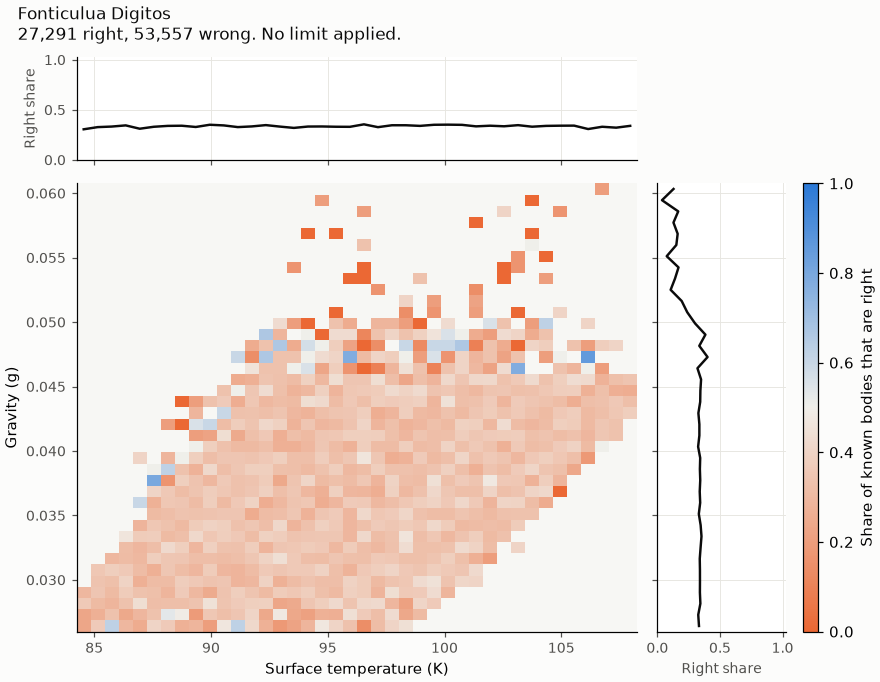 Fonticulua Digitos
27,291 right, 53,557 wrong. No limit applied.
Right share
1.0
0.5
0.0
Gravity (g)
0.060
0.055
0.050
0.045
0.040
0.035
0.030
85 90 95 100 105
Surface temperature (K)
0.0 0.5 1.0
Right share
1.0
0.8
0.6
0.4
0.2
0.0
Share of known bodies that are right